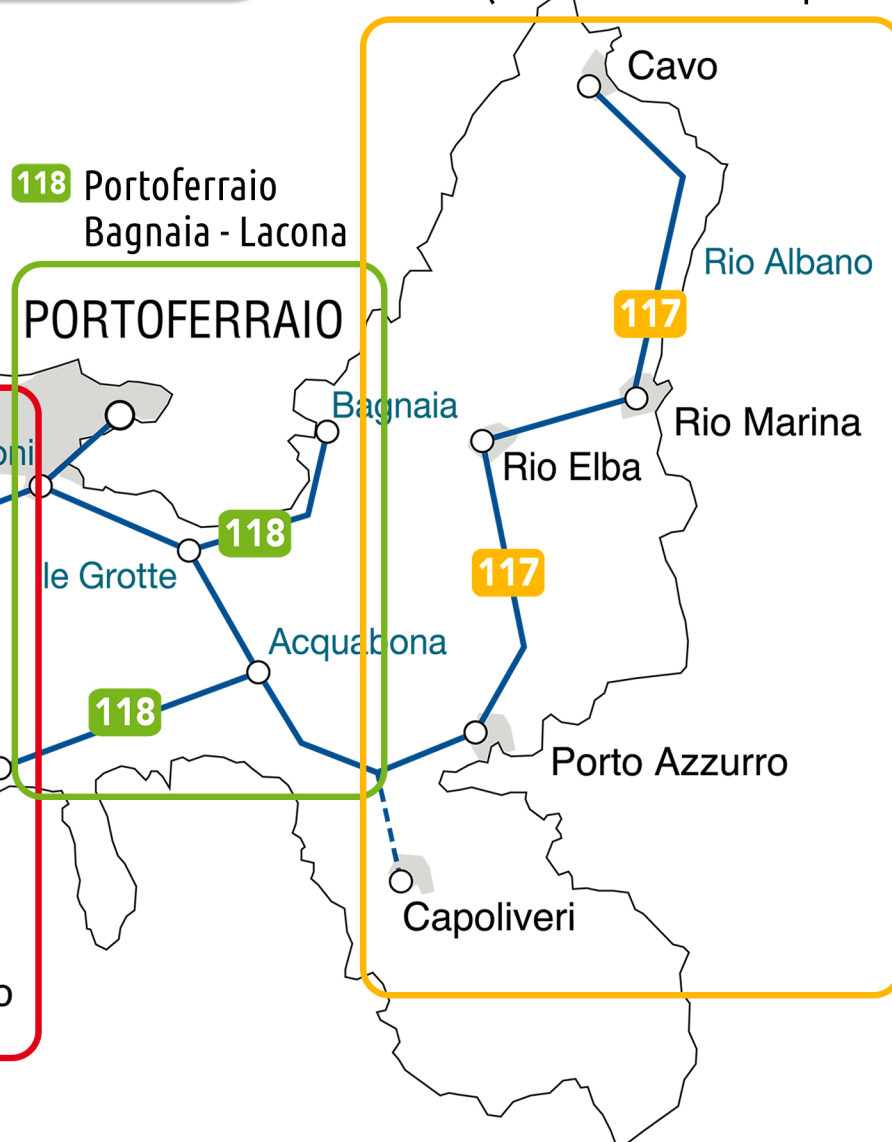 Cavo
118 Portoferraio
Bagnaia - Lacona
Rio Albano
PORTOFERRAIO
117
Bagnaia
Rio Marina
oni
Rio Elba
118
le Grotte
117
Acquabona
118
Porto Azzurro
Capoliveri
o